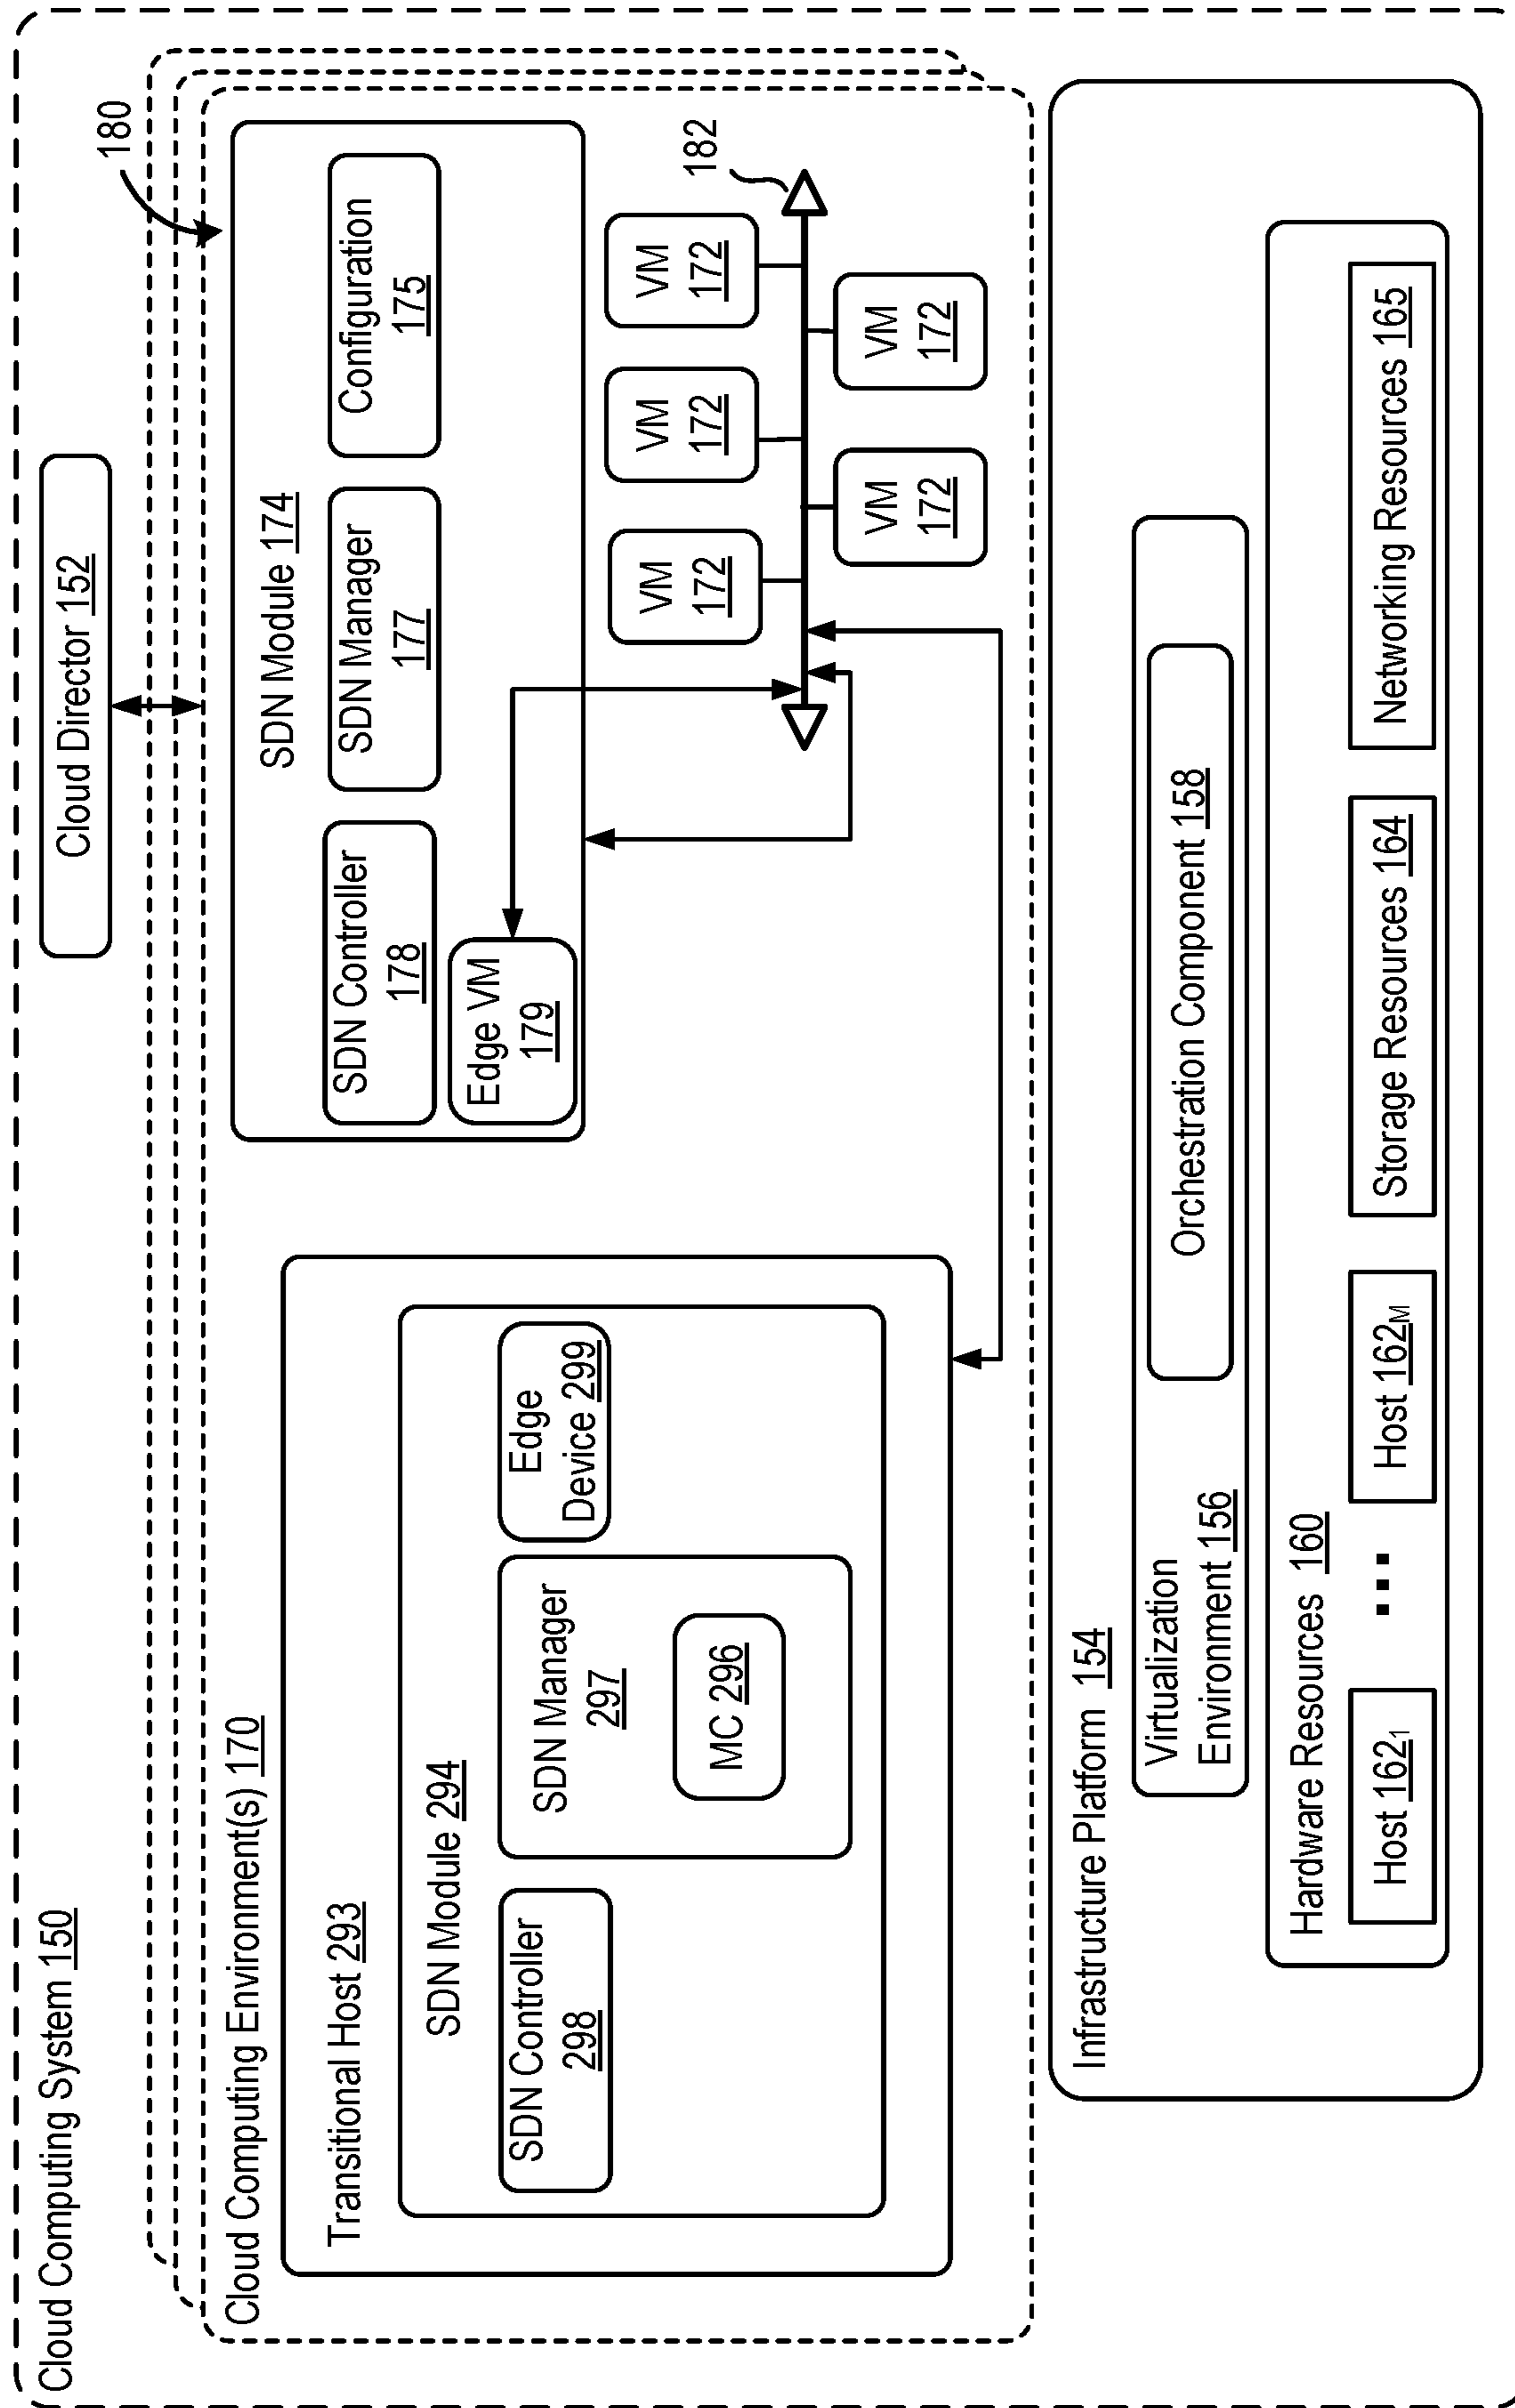 Cloud Computing System 150
Cloud Director 152
180
Cloud Computing Environment(s) 170
Transitional Host 293
SDN Module 294
SDN Controller
298
SDN Manager
297
MC 296
Edge
Device 299
SDN Module 174
SDN Controller
178
SDN Manager
177
Configuration
175
Edge VM
179
VM
172
VM
172
VM
172
182
VM
172
VM
172
Infrastructure Platform 154
Virtualization
Environment 156
Orchestration Component 158
Hardware Resources 160
Host 162₁
...
Host 162M
Storage Resources 164
Networking Resources 165